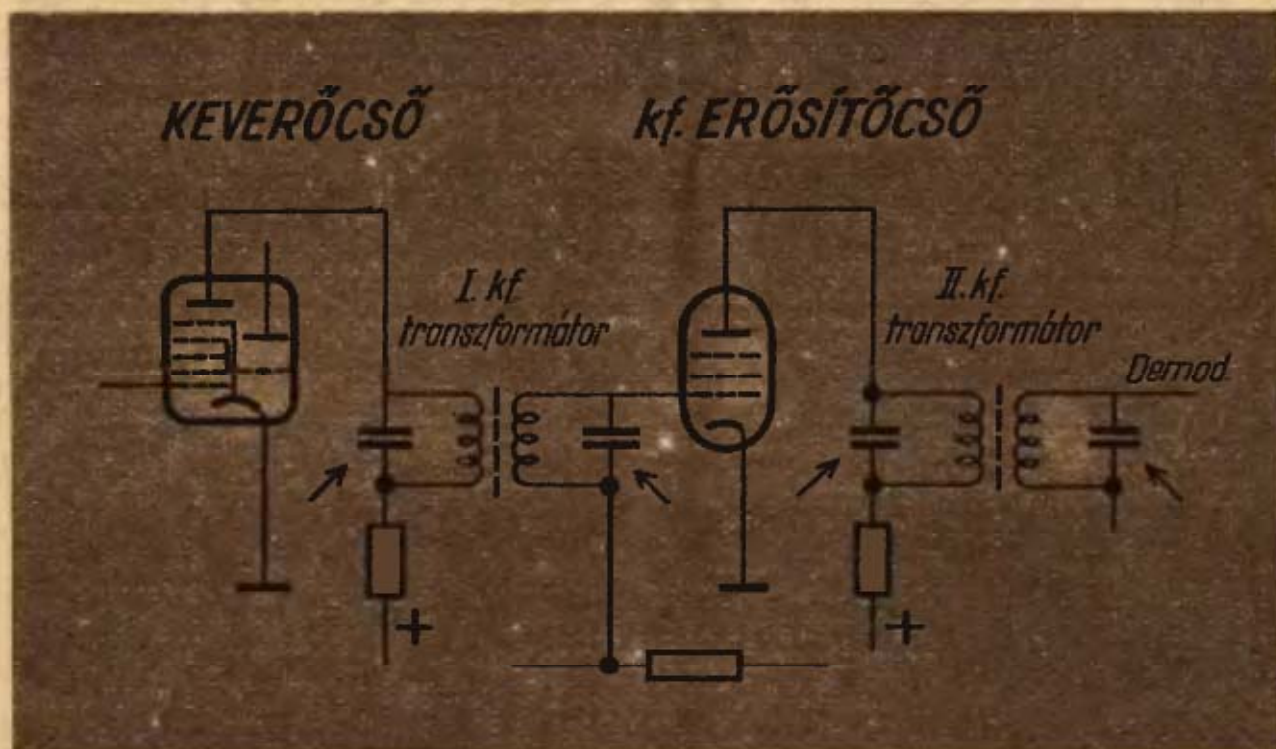 KEVERŐCSŐ
kf. ERŐSÍTŐCSŐ
I. kf.
transzformátor
II. kf.
transzformátor
Demod.
+
+